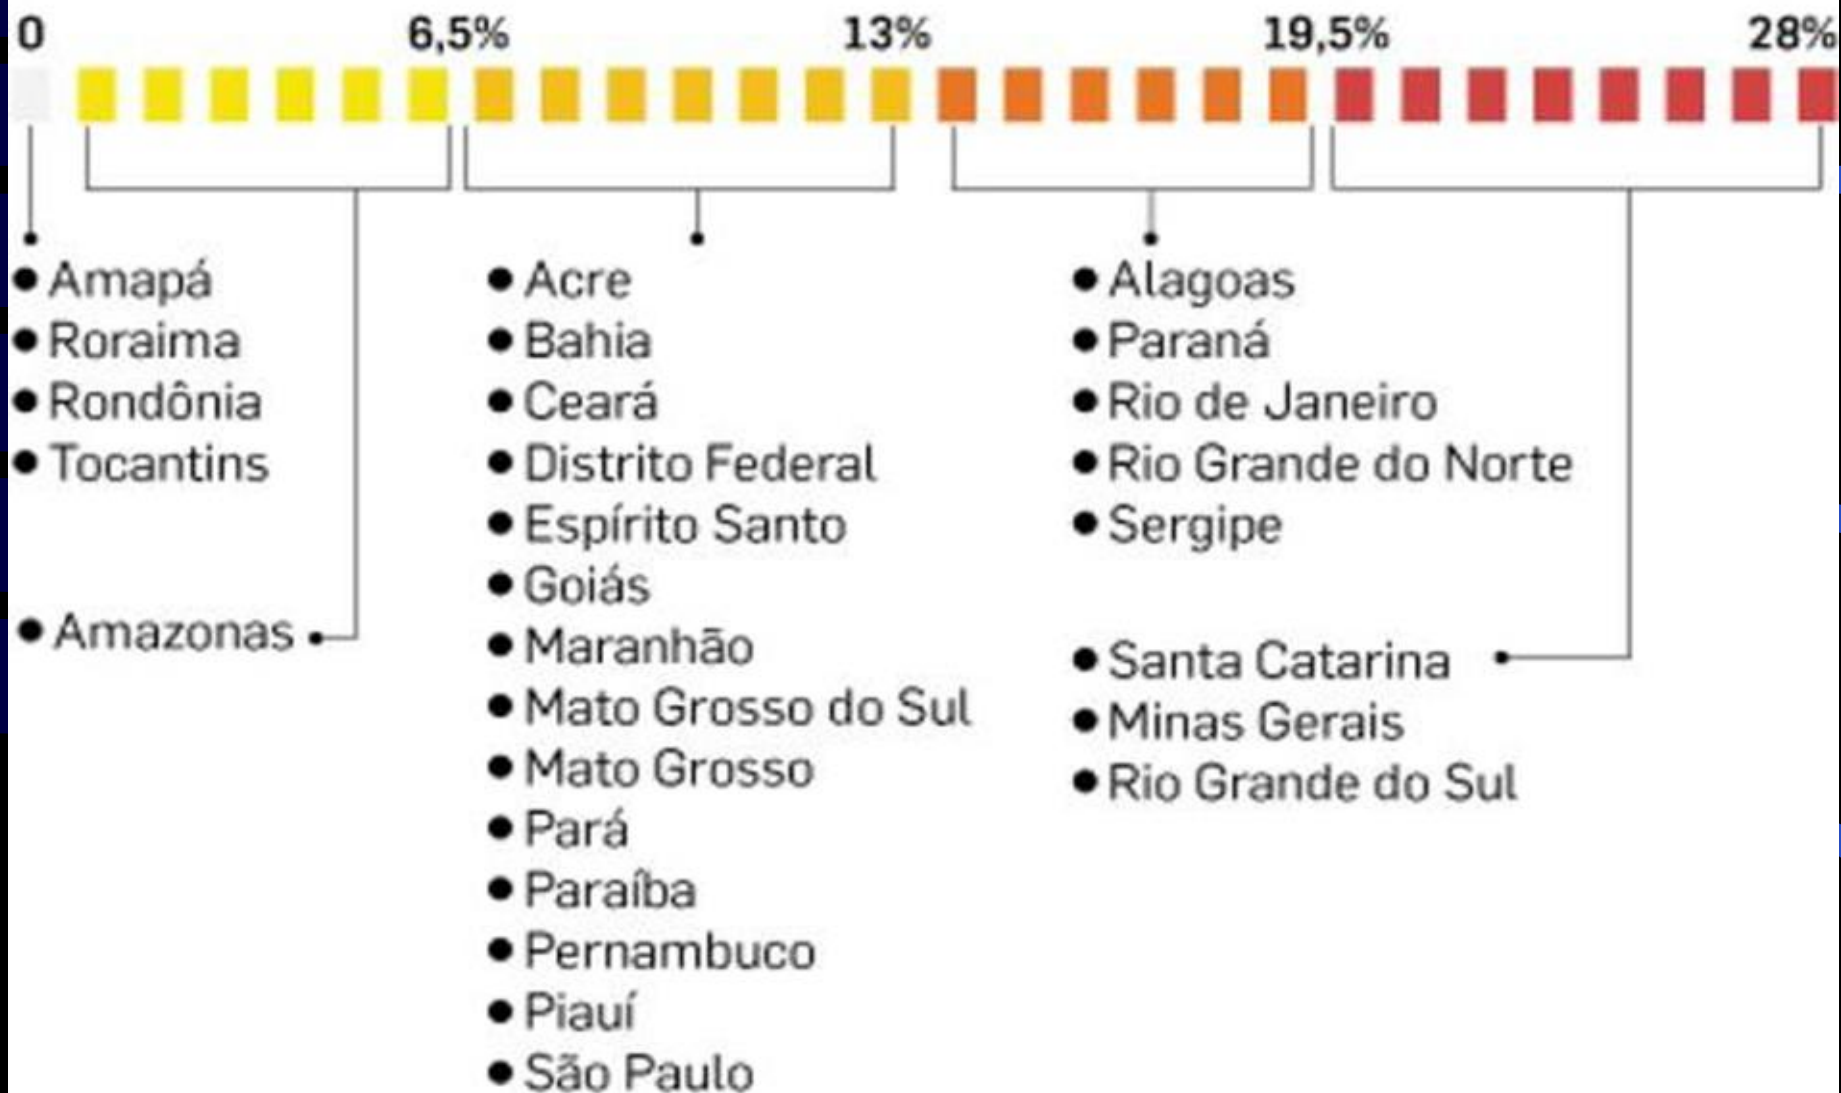 0 6,5% 13% 19,5% 28%
● Amapá
● Roraima
● Rondônia
● Tocantins
● Amazonas
● Acre
● Bahia
● Ceará
● Distrito Federal
● Espírito Santo
● Goiás
● Maranhão
● Mato Grosso do Sul
● Mato Grosso
● Pará
● Paraíba
● Pernambuco
● Piauí
● São Paulo
● Alagoas
● Paraná
● Rio de Janeiro
● Rio Grande do Norte
● Sergipe
● Santa Catarina
● Minas Gerais
● Rio Grande do Sul